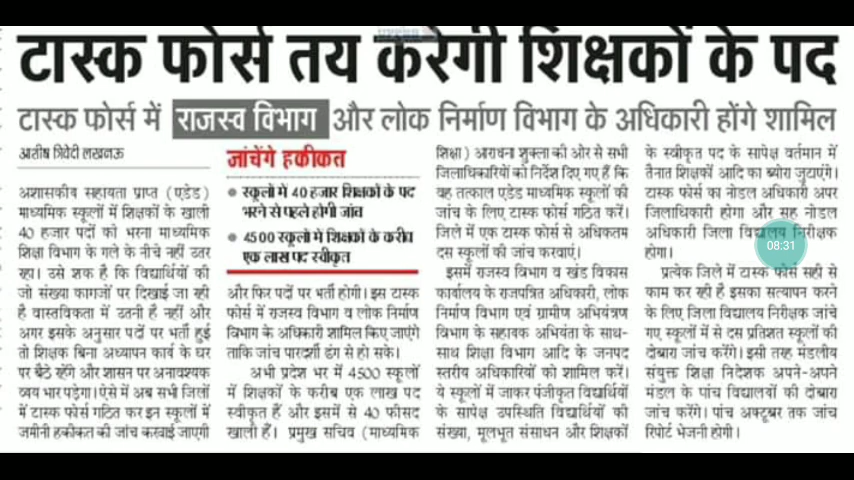 टास्क फोर्स तय करेगी शिक्षकों के पद
टास्क फोर्स में राजस्व विभाग और लोक निर्माण विभाग के अधिकारी होंगे शामिल
आशीष त्रिवेदी लखनऊ
अशासकीय सहायता प्राप्त (एडेड)
माध्यमिक स्कूलों में शिक्षकों के खाली
40 हजार पदों को भरना माध्यमिक
शिक्षा विभाग के गले के नीचे नहीं उतर
रहा। उसे शक है कि विद्यार्थियों की
जो संख्या कागजों पर दिखाई जा रही
है वास्तविकता में उतनी है नहीं और
अगर इसके अनुसार पदों पर भर्ती हुई
तो शिक्षक बिना अध्यापन कार्य के घर
पर बैठे रहेंगे और शासन पर अनावश्यक
व्यय भार पड़ेगा। ऐसे में अब सभी जिलों
में टास्क फोर्स गठित कर इन स्कूलों में
जमीनी हकीकत की जांच करवाई जाएगी
जांचेंगे हकीकत
● स्कूलों में 40 हजार शिक्षकों के पद
भरने से पहले होगी जांच
● 4500 स्कूलों में शिक्षकों के करीब
एक लाख पद स्वीकृत
और फिर पदों पर भर्ती होगी। इस टास्क
फोर्स में राजस्व विभाग व लोक निर्माण
विभाग के अधिकारी शामिल किए जाएंगे
ताकि जांच पारदर्शी ढंग से हो सके।
अभी प्रदेश भर में 4500 स्कूलों
में शिक्षकों के करीब एक लाख पद
स्वीकृत हैं और इसमें से 40 फीसद
खाली हैं। प्रमुख सचिव (माध्यमिक
शिक्षा) आराधना शुक्ला की ओर से सभी
जिलाधिकारियों को निर्देश दिए गए हैं कि
वह तत्काल एडेड माध्यमिक स्कूलों की
जांच के लिए टास्क फोर्स गठित करें।
जिले में एक टास्क फोर्स से अधिकतम
दस स्कूलों की जांच करवाएं।
इसमें राजस्व विभाग व खंड विकास
कार्यालय के राजपत्रित अधिकारी, लोक
निर्माण विभाग एवं ग्रामीण अभियंत्रण
विभाग के सहायक अभियंता के साथ-
साथ शिक्षा विभाग आदि के जनपद
स्तरीय अधिकारियों को शामिल करें।
ये स्कूलों में जाकर पंजीकृत विद्यार्थियों
के सापेक्ष उपस्थिति विद्यार्थियों की
संख्या, मूलभूत संसाधन और शिक्षकों
के स्वीकृत पद के सापेक्ष वर्तमान में
तैनात शिक्षकों आदि का ब्योरा जुटाएंगे।
टास्क फोर्स का नोडल अधिकारी अपर
जिलाधिकारी होगा और सह नोडल
अधिकारी जिला विद्यालय निरीक्षक
होगा।
08:31
प्रत्येक जिले में टास्क फोर्स सही से
काम कर रही है इसका सत्यापन करने
के लिए जिला विद्यालय निरीक्षक जांचे
गए स्कूलों में से दस प्रतिशत स्कूलों की
दोबारा जांच करेंगे। इसी तरह मंडलीय
संयुक्त शिक्षा निदेशक अपने-अपने
मंडल के पांच विद्यालयों की दोबारा
जांच करेंगे। पांच अक्टूबर तक जांच
रिपोर्ट भेजनी होगी।